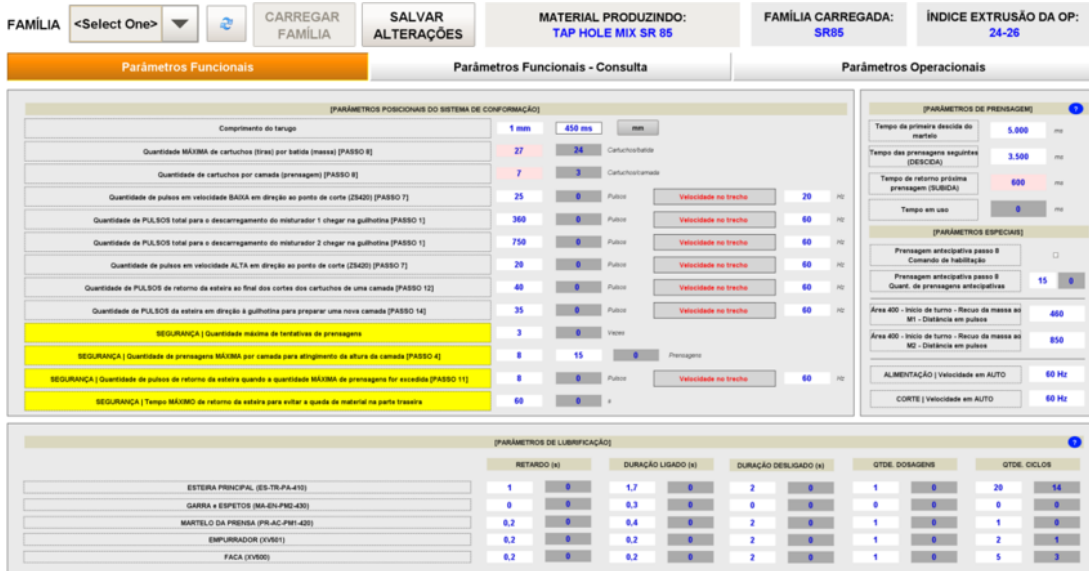 FAMÍLIA <Select One> CARREGAR FAMÍLIA SALVAR ALTERAÇÕES MATERIAL PRODUZINDO: TAP HOLE MIX SR 85 FAMÍLIA CARREGADA: SR85 ÍNDICE EXTRUSÃO DA OP: 24-26
Parâmetros Funcionais Parâmetros Funcionais - Consulta Parâmetros Operacionais
[PARÂMETROS POSICIONAIS DO SISTEMA DE CONFORMAÇÃO]
Comprimento do tarugo 1 mm 450 ms mm
Quantidade MÁXIMA de cartuchos (tiras) por batida (massa) [PASSO 8] 27 24 Cartuchos/batida
Quantidade de cartuchos por camada (prensagem) [PASSO 8] 7 3 Cartuchos/camada
Quantidade de pulsos em velocidade BAIXA em direção ao ponto de corte (ZS420) [PASSO 7] 25 0 Pulsos Velocidade no trecho 20 Hz
Quantidade de PULSOS total para o descarregamento do misturador 1 chegar na guilhotina [PASSO 1] 360 0 Pulsos Velocidade no trecho 60 Hz
Quantidade de PULSOS total para o descarregamento do misturador 2 chegar na guilhotina [PASSO 1] 750 0 Pulsos Velocidade no trecho 60 Hz
Quantidade de pulsos em velocidade ALTA em direção ao ponto de corte (ZS420) [PASSO 7] 20 0 Pulsos Velocidade no trecho 60 Hz
Quantidade de PULSOS de retorno da esteira ao final dos cortes dos cartuchos de uma camada [PASSO 12] 40 0 Pulsos Velocidade no trecho 60 Hz
Quantidade de PULSOS da esteira em direção à guilhotina para preparar uma nova camada [PASSO 14] 35 0 Pulsos Velocidade no trecho 60 Hz
SEGURANÇA | Quantidade máxima de tentativas de prensagens 3 0 Vezes
SEGURANÇA | Quantidade de prensagens MÁXIMA por camada para atingimento da altura da camada [PASSO 4] 8 15 0 Prensagens
SEGURANÇA | Quantidade de pulsos de retorno da esteira quando a quantidade MÁXIMA de prensagens for excedida [PASSO 11] 8 0 Pulsos Velocidade no trecho 60 Hz
SEGURANÇA | Tempo MÁXIMO de retorno da esteira para evitar a queda de material na parte traseira 60 0 s
[PARÂMETROS DE PRENSAGEM] ?
Tempo da primeira descida do martelo 5.000 ms
Tempo das prensagens seguintes (DESCIDA) 3.500 ms
Tempo de retorno próxima prensagem (SUBIDA) 600 ms
Tempo em uso 0 ms
[PARÂMETROS ESPECIAIS]
Prensagem antecipativa passo 8
Comando de habilitação
Prensagem antecipativa passo 8
Quant. de prensagens antecipativas 15 0
Área 400 - Início de turno - Recuo da massa ao M1 - Distância em pulsos 460
Área 400 - Início de turno - Recuo da massa ao M2 - Distância em pulsos 850
ALIMENTAÇÃO | Velocidade em AUTO 60 Hz
CORTE | Velocidade em AUTO 60 Hz
[PARÂMETROS DE LUBRIFICAÇÃO] ?
RETARDO (s) DURAÇÃO LIGADO (s) DURAÇÃO DESLIGADO (s) QTDE. DOSAGENS QTDE. CICLOS
ESTEIRA PRINCIPAL (ES-TR-PA-410) 1 0 1,7 0 2 0 1 0 20 14
GARRA e ESPETOS (MA-EN-PM2-430) 0 0 0,3 0 0 0 0 0 0 0
MARTELO DA PRENSA (PR-AC-PM1-420) 0,2 0 0,4 0 2 0 1 0 1 0
EMPURRADOR (XV501) 0,2 0 0,2 0 2 0 1 0 2 1
FACA (XV500) 0,2 0 0,2 0 2 0 1 0 5 3